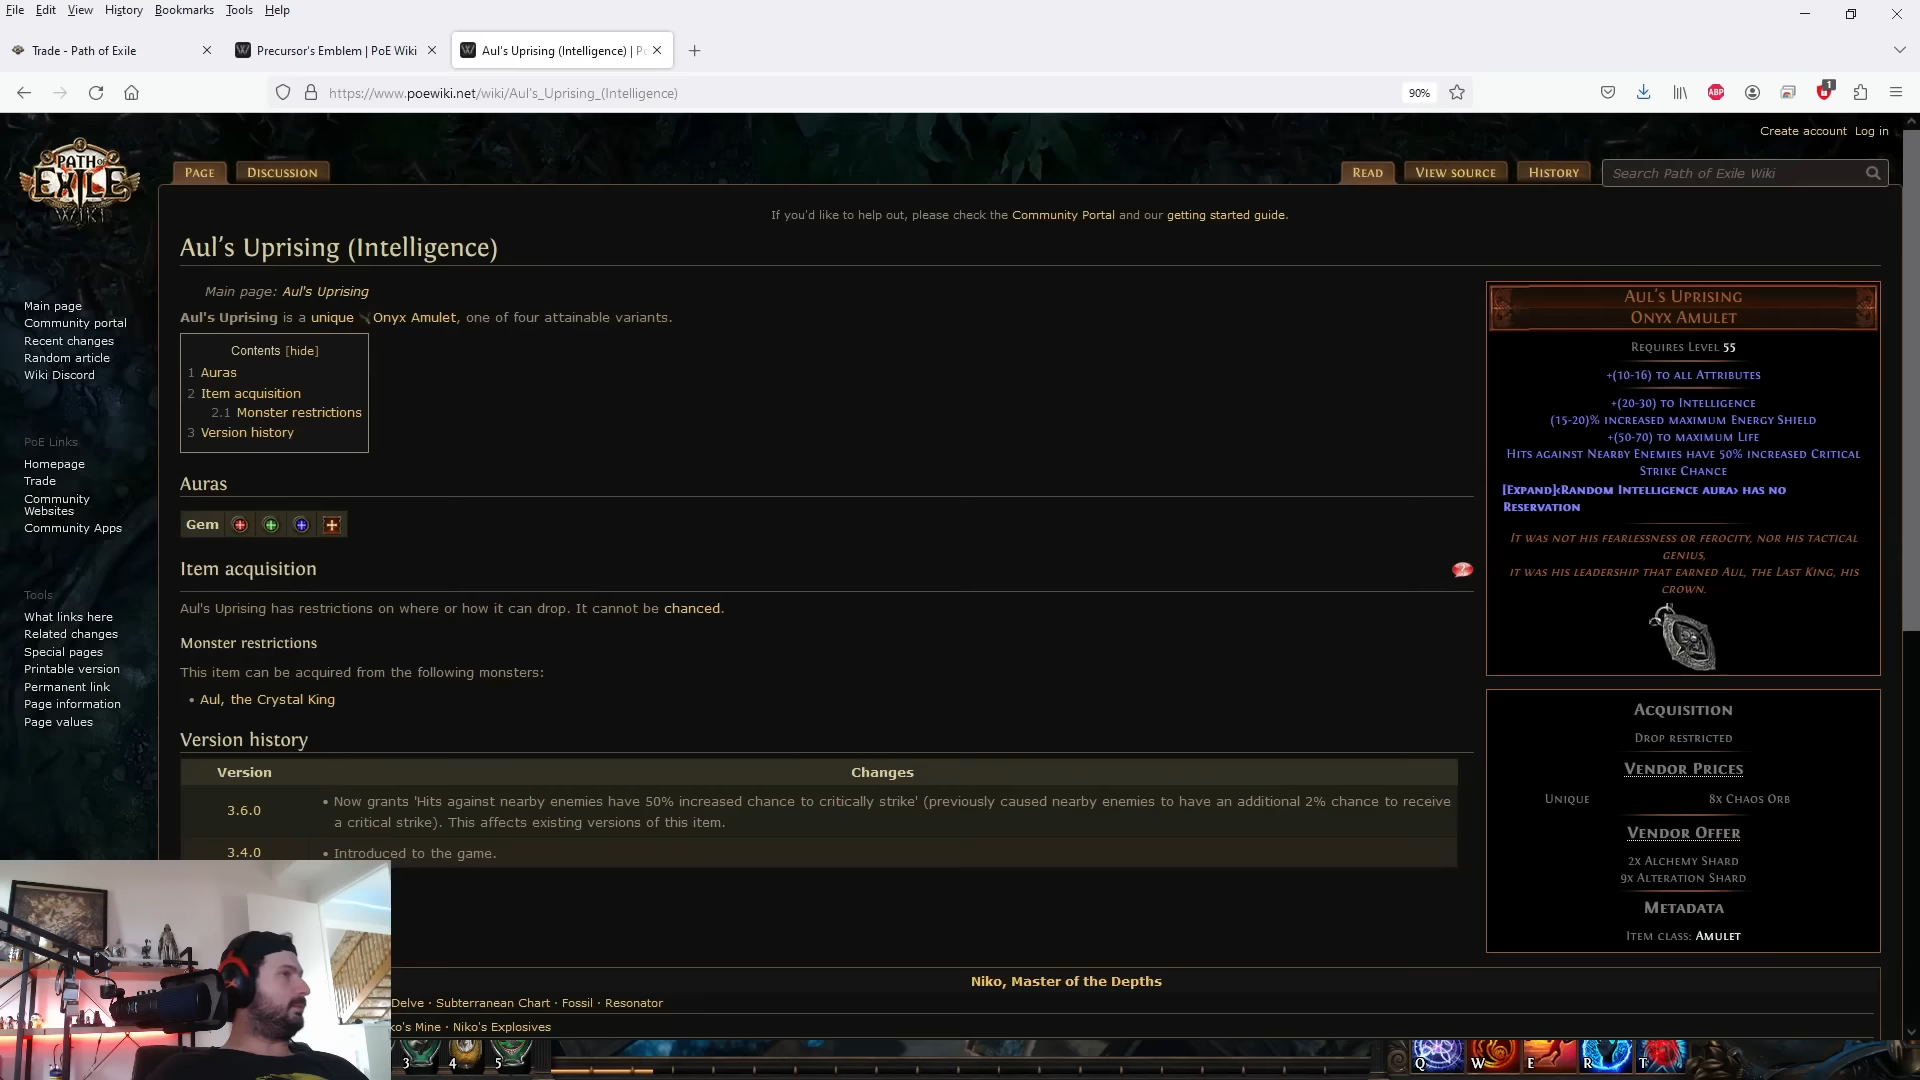 File Edit View History Bookmarks Tools Help
Trade - Path of Exile
Precursor's Emblem | PoE Wiki
Aul's Uprising (Intelligence) | P
https://www.poewiki.net/wiki/Aul's_Uprising_(Intelligence)
90%
ABP
1
Create account Log in
PATH OF EXILE WIKI
Page Discussion
Read View source History
Search Path of Exile Wiki
If you'd like to help out, please check the Community Portal and our getting started guide.
Aul's Uprising (Intelligence)
Main page: Aul's Uprising
Aul's Uprising is a unique Onyx Amulet, one of four attainable variants.
Contents [hide]
1 Auras
2 Item acquisition
2.1 Monster restrictions
3 Version history
Auras
Gem
Item acquisition
Aul's Uprising has restrictions on where or how it can drop. It cannot be chanced.
Monster restrictions
This item can be acquired from the following monsters:
• Aul, the Crystal King
Version history
Version Changes
3.6.0
• Now grants 'Hits against nearby enemies have 50% increased chance to critically strike' (previously caused nearby enemies to have an additional 2% chance to receive
a critical strike). This affects existing versions of this item.
3.4.0 • Introduced to the game.
Main page
Community portal
Recent changes
Random article
Wiki Discord
PoE Links
Homepage
Trade
Community
Websites
Community Apps
Tools
What links here
Related changes
Special pages
Printable version
Permanent link
Page information
Page values
Aul's Uprising
Onyx Amulet
Requires Level 55
+(10-16) to all Attributes
+(20-30) to Intelligence
(15-20)% increased maximum Energy Shield
+(50-70) to maximum Life
Hits against Nearby Enemies have 50% increased Critical
Strike Chance
[Expand]<Random Intelligence aura> has no
Reservation
It was not his fearlessness or ferocity, nor his tactical
genius,
it was his leadership that earned Aul, the Last King, his
crown.
Acquisition
Drop restricted
Vendor Prices
Unique 8x Chaos Orb
Vendor Offer
2x Alchemy Shard
9x Alteration Shard
Metadata
Item class: Amulet
Niko, Master of the Depths
Delve · Subterranean Chart · Fossil · Resonator
ko's Mine · Niko's Explosives
3 4 5
Q W E R T